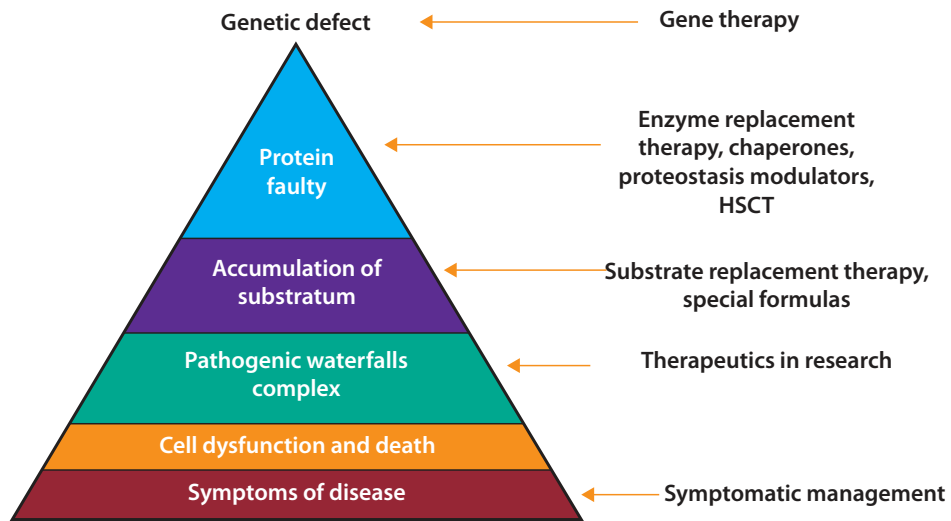 Genetic defect
Gene therapy
Protein
faulty
Enzyme replacement
therapy, chaperones,
proteostasis modulators,
HSCT
Accumulation of
substratum
Substrate replacement therapy,
special formulas
Pathogenic waterfalls
complex
Therapeutics in research
Cell dysfunction and death
Symptoms of disease
Symptomatic management